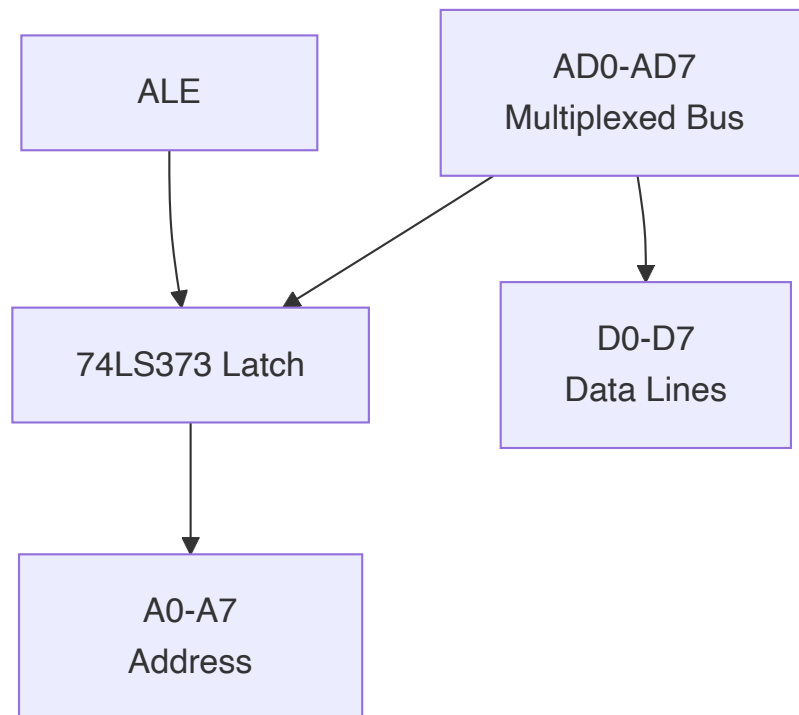 ALE
AD0-AD7
Multiplexed Bus
74LS373 Latch
D0-D7
Data Lines
A0-A7
Address